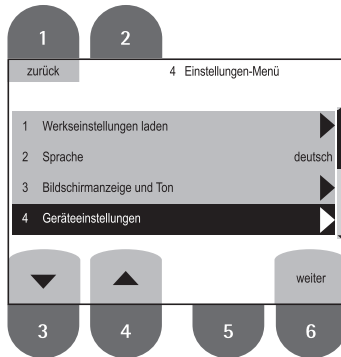 1 2
zurück 4 Einstellungen-Menü
1 Werkseinstellungen laden
2 Sprache deutsch
3 Bildschirmanzeige und Ton
4 Geräteeinstellungen
weiter
3 4 5 6